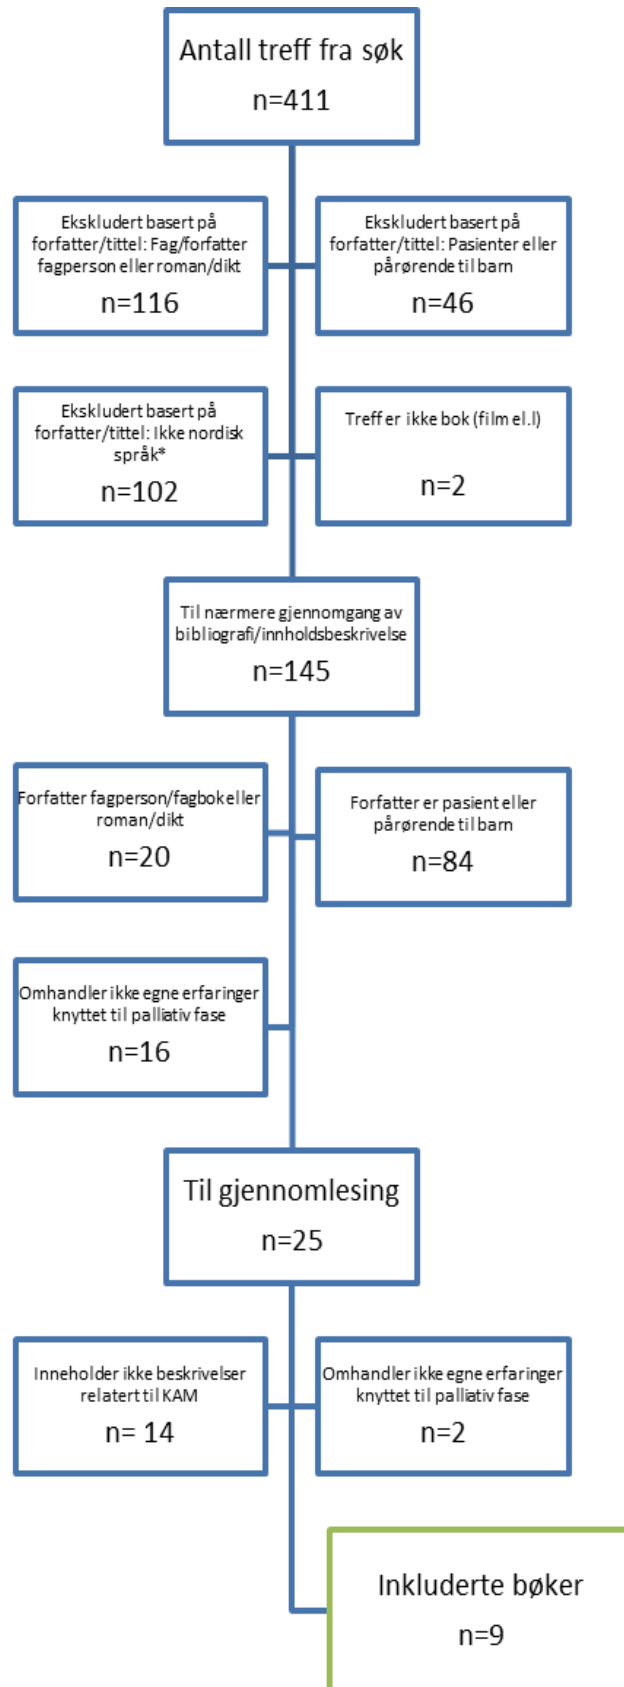 Antall treff fra søk
n=411
Ekskludert basert på
forfatter/tittel: Fag/forfatter
fagperson eller roman/dikt
n=116
Ekskludert basert på
forfatter/tittel: Pasienter eller
pårørende til barn
n=46
Ekskludert basert på
forfatter/tittel: Ikke nordisk
språk*
n=102
Treff er ikke bok (film el.l)
n=2
Til nærmere gjennomgang av
bibliografi/innholdsbeskrivelse
n=145
Forfatter fagperson/fagbok eller
roman/dikt
n=20
Forfatter er pasient eller
pårørende til barn
n=84
Omhandler ikke egne erfaringer
knyttet til palliativ fase
n=16
Til gjennomlesing
n=25
Inneholder ikke beskrivelser
relatert til KAM
n= 14
Omhandler ikke egne erfaringer
knyttet til palliativ fase
n=2
Inkluderte bøker
n=9